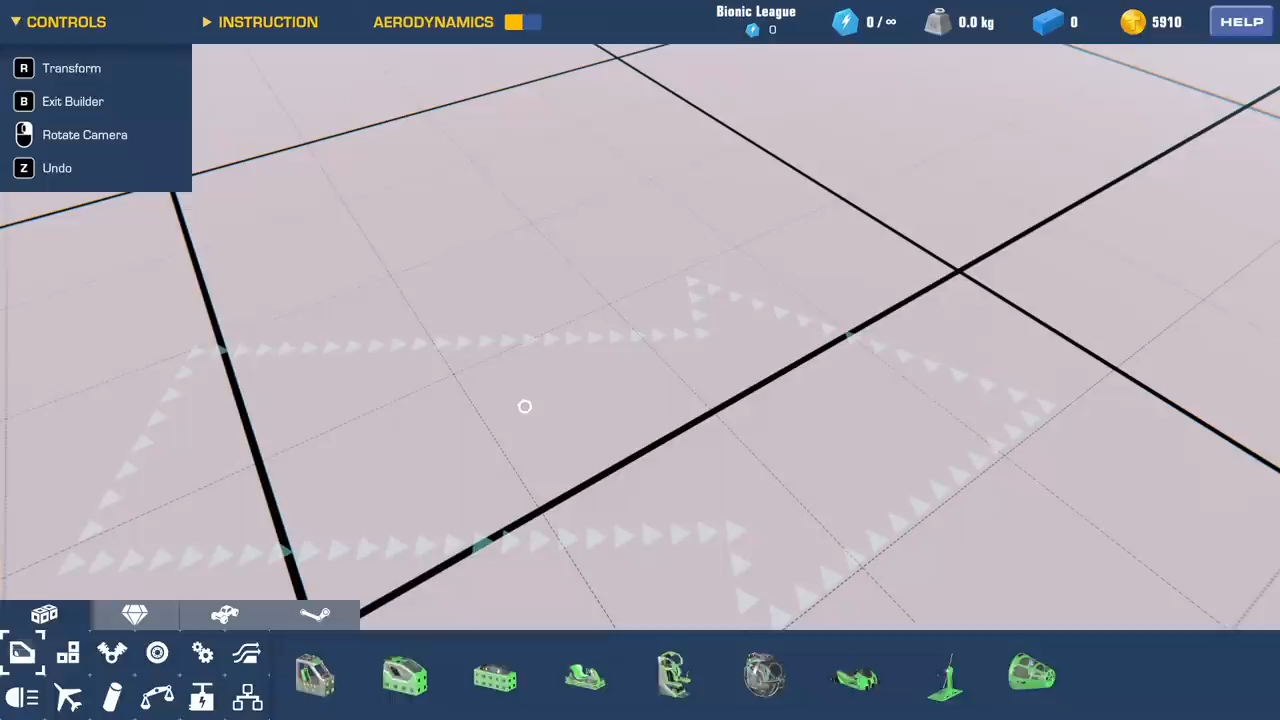 CONTROLS
INSTRUCTION
AERODYNAMICS
Bionic League
0
0 / ∞
0.0 kg
0
5910
HELP
R Transform
B Exit Builder
Rotate Camera
Z Undo